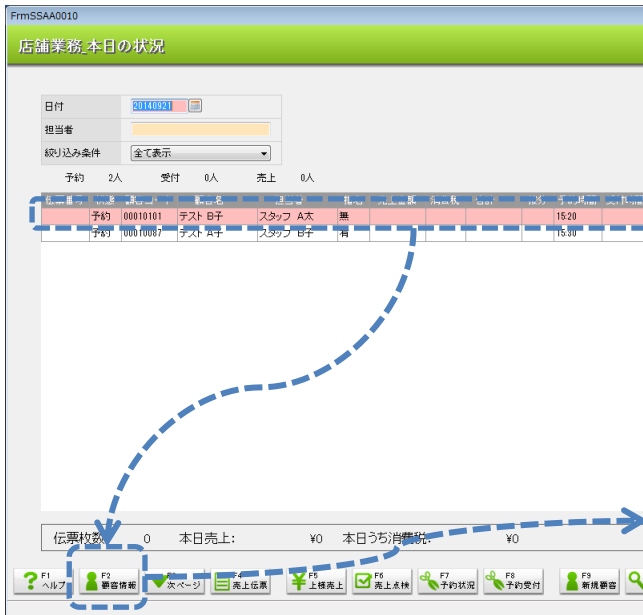 FrmSSAA0010
店舗業務_本日の状況
日付 20140921
担当者
絞り込み条件 全て表示
予約 2人 受付 0人 売上 0人
予約 00010101 テスト B子 スタッフ A太 無 15:20
予約 00010087 テスト A子 スタッフ B子 有 15:30
伝票枚数: 0 本日売上: ¥0 本日うち消費税: ¥0
F1 ヘルプ F2 顧客情報 次ページ F4 売上伝票 F5 上様売上 F6 売上点検 F7 予約状況 F8 予約受付 F9 新規顧客